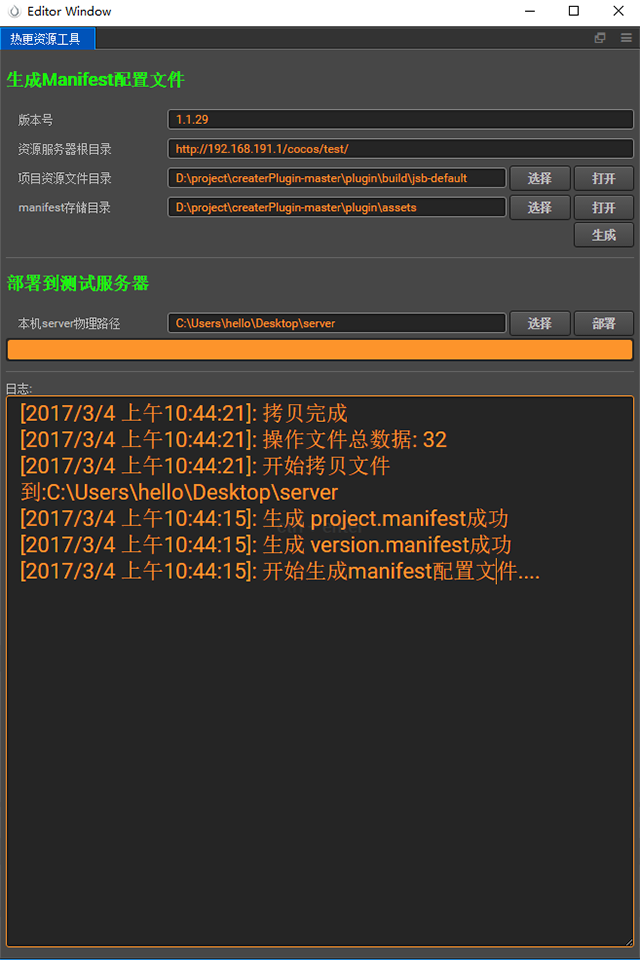 Editor Window
热更资源工具
生成Manifest配置文件
版本号 1.1.29
资源服务器根目录 http://192.168.191.1/cocos/test/
项目资源文件目录 D:\project\createrPlugin-master\plugin\build\jsb-default 选择 打开
manifest存储目录 D:\project\createrPlugin-master\plugin\assets 选择 打开
生成
部署到测试服务器
本机server物理路径 C:\Users\hello\Desktop\server 选择 部署
日志:
[2017/3/4 上午10:44:21]: 拷贝完成
[2017/3/4 上午10:44:21]: 操作文件总数据: 32
[2017/3/4 上午10:44:21]: 开始拷贝文件
到:C:\Users\hello\Desktop\server
[2017/3/4 上午10:44:15]: 生成 project.manifest成功
[2017/3/4 上午10:44:15]: 生成 version.manifest成功
[2017/3/4 上午10:44:15]: 开始生成manifest配置文件....